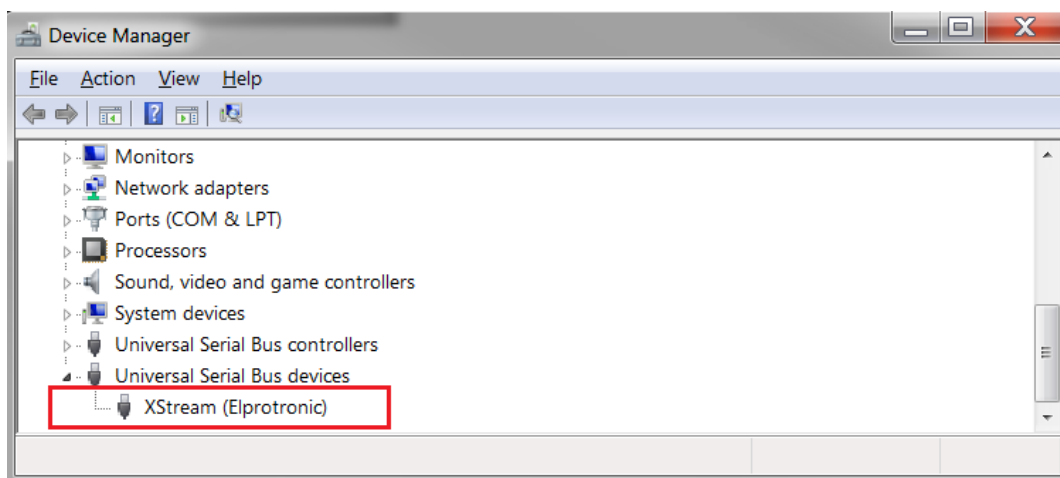 Device Manager
File Action View Help
Monitors
Network adapters
Ports (COM & LPT)
Processors
Sound, video and game controllers
System devices
Universal Serial Bus controllers
Universal Serial Bus devices
XStream (Elprotronic)